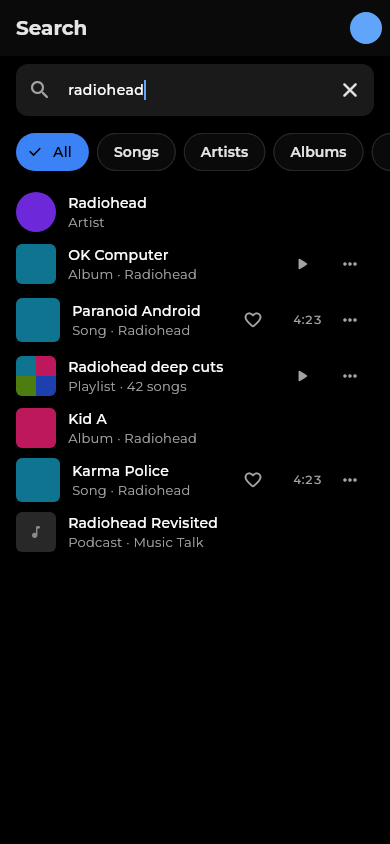 Search
radiohead
All
Songs
Artists
Albums
Radiohead
Artist
OK Computer
Album · Radiohead
Paranoid Android
Song · Radiohead
4:23
Radiohead deep cuts
Playlist · 42 songs
Kid A
Album · Radiohead
Karma Police
Song · Radiohead
4:23
Radiohead Revisited
Podcast · Music Talk